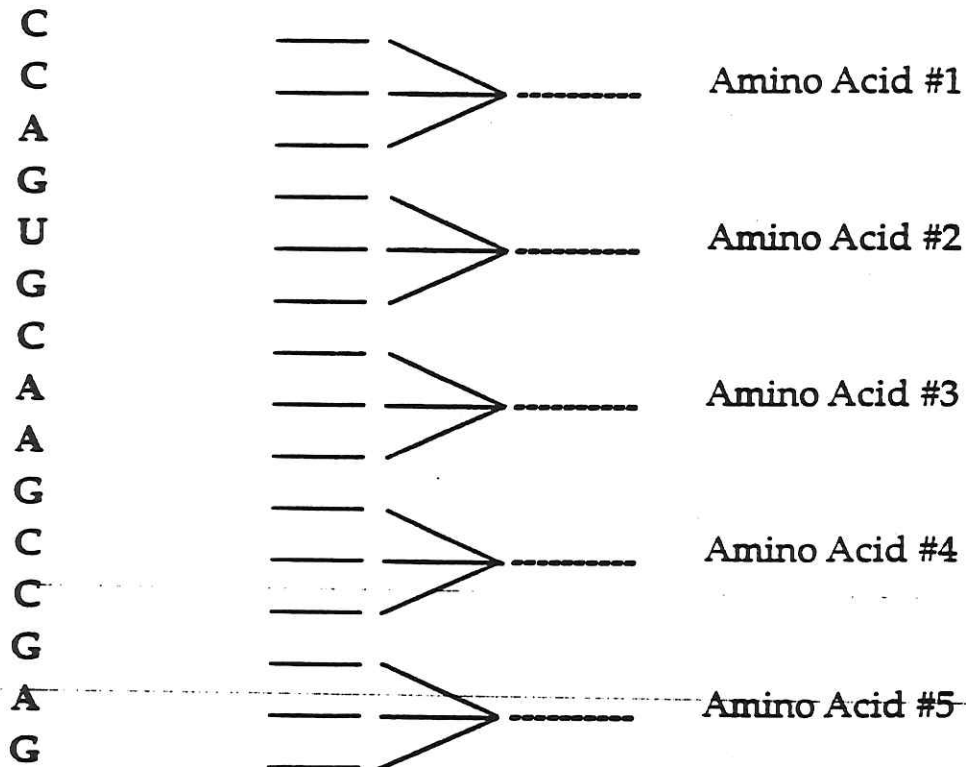 C
C
Amino Acid #1
A
G
U
Amino Acid #2
G
C
A
Amino Acid #3
A
G
C
Amino Acid #4
C
G
A
Amino Acid #5
G